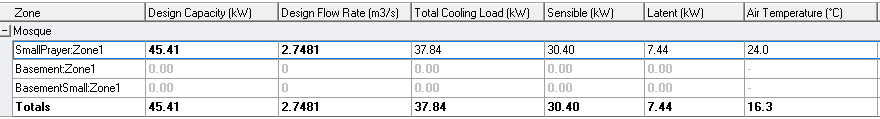 Zone Design Capacity (kW) Design Flow Rate (m3/s) Total Cooling Load (kW) Sensible (kW) Latent (kW) Air Temperature (°C)
Mosque
SmallPrayer:Zone1 45.41 2.7481 37.84 30.40 7.44 24.0
Basement:Zone1 0.00 0 0.00 0.00 0.00 -
BasementSmall:Zone1 0.00 0 0.00 0.00 0.00 -
Totals 45.41 2.7481 37.84 30.40 7.44 16.3